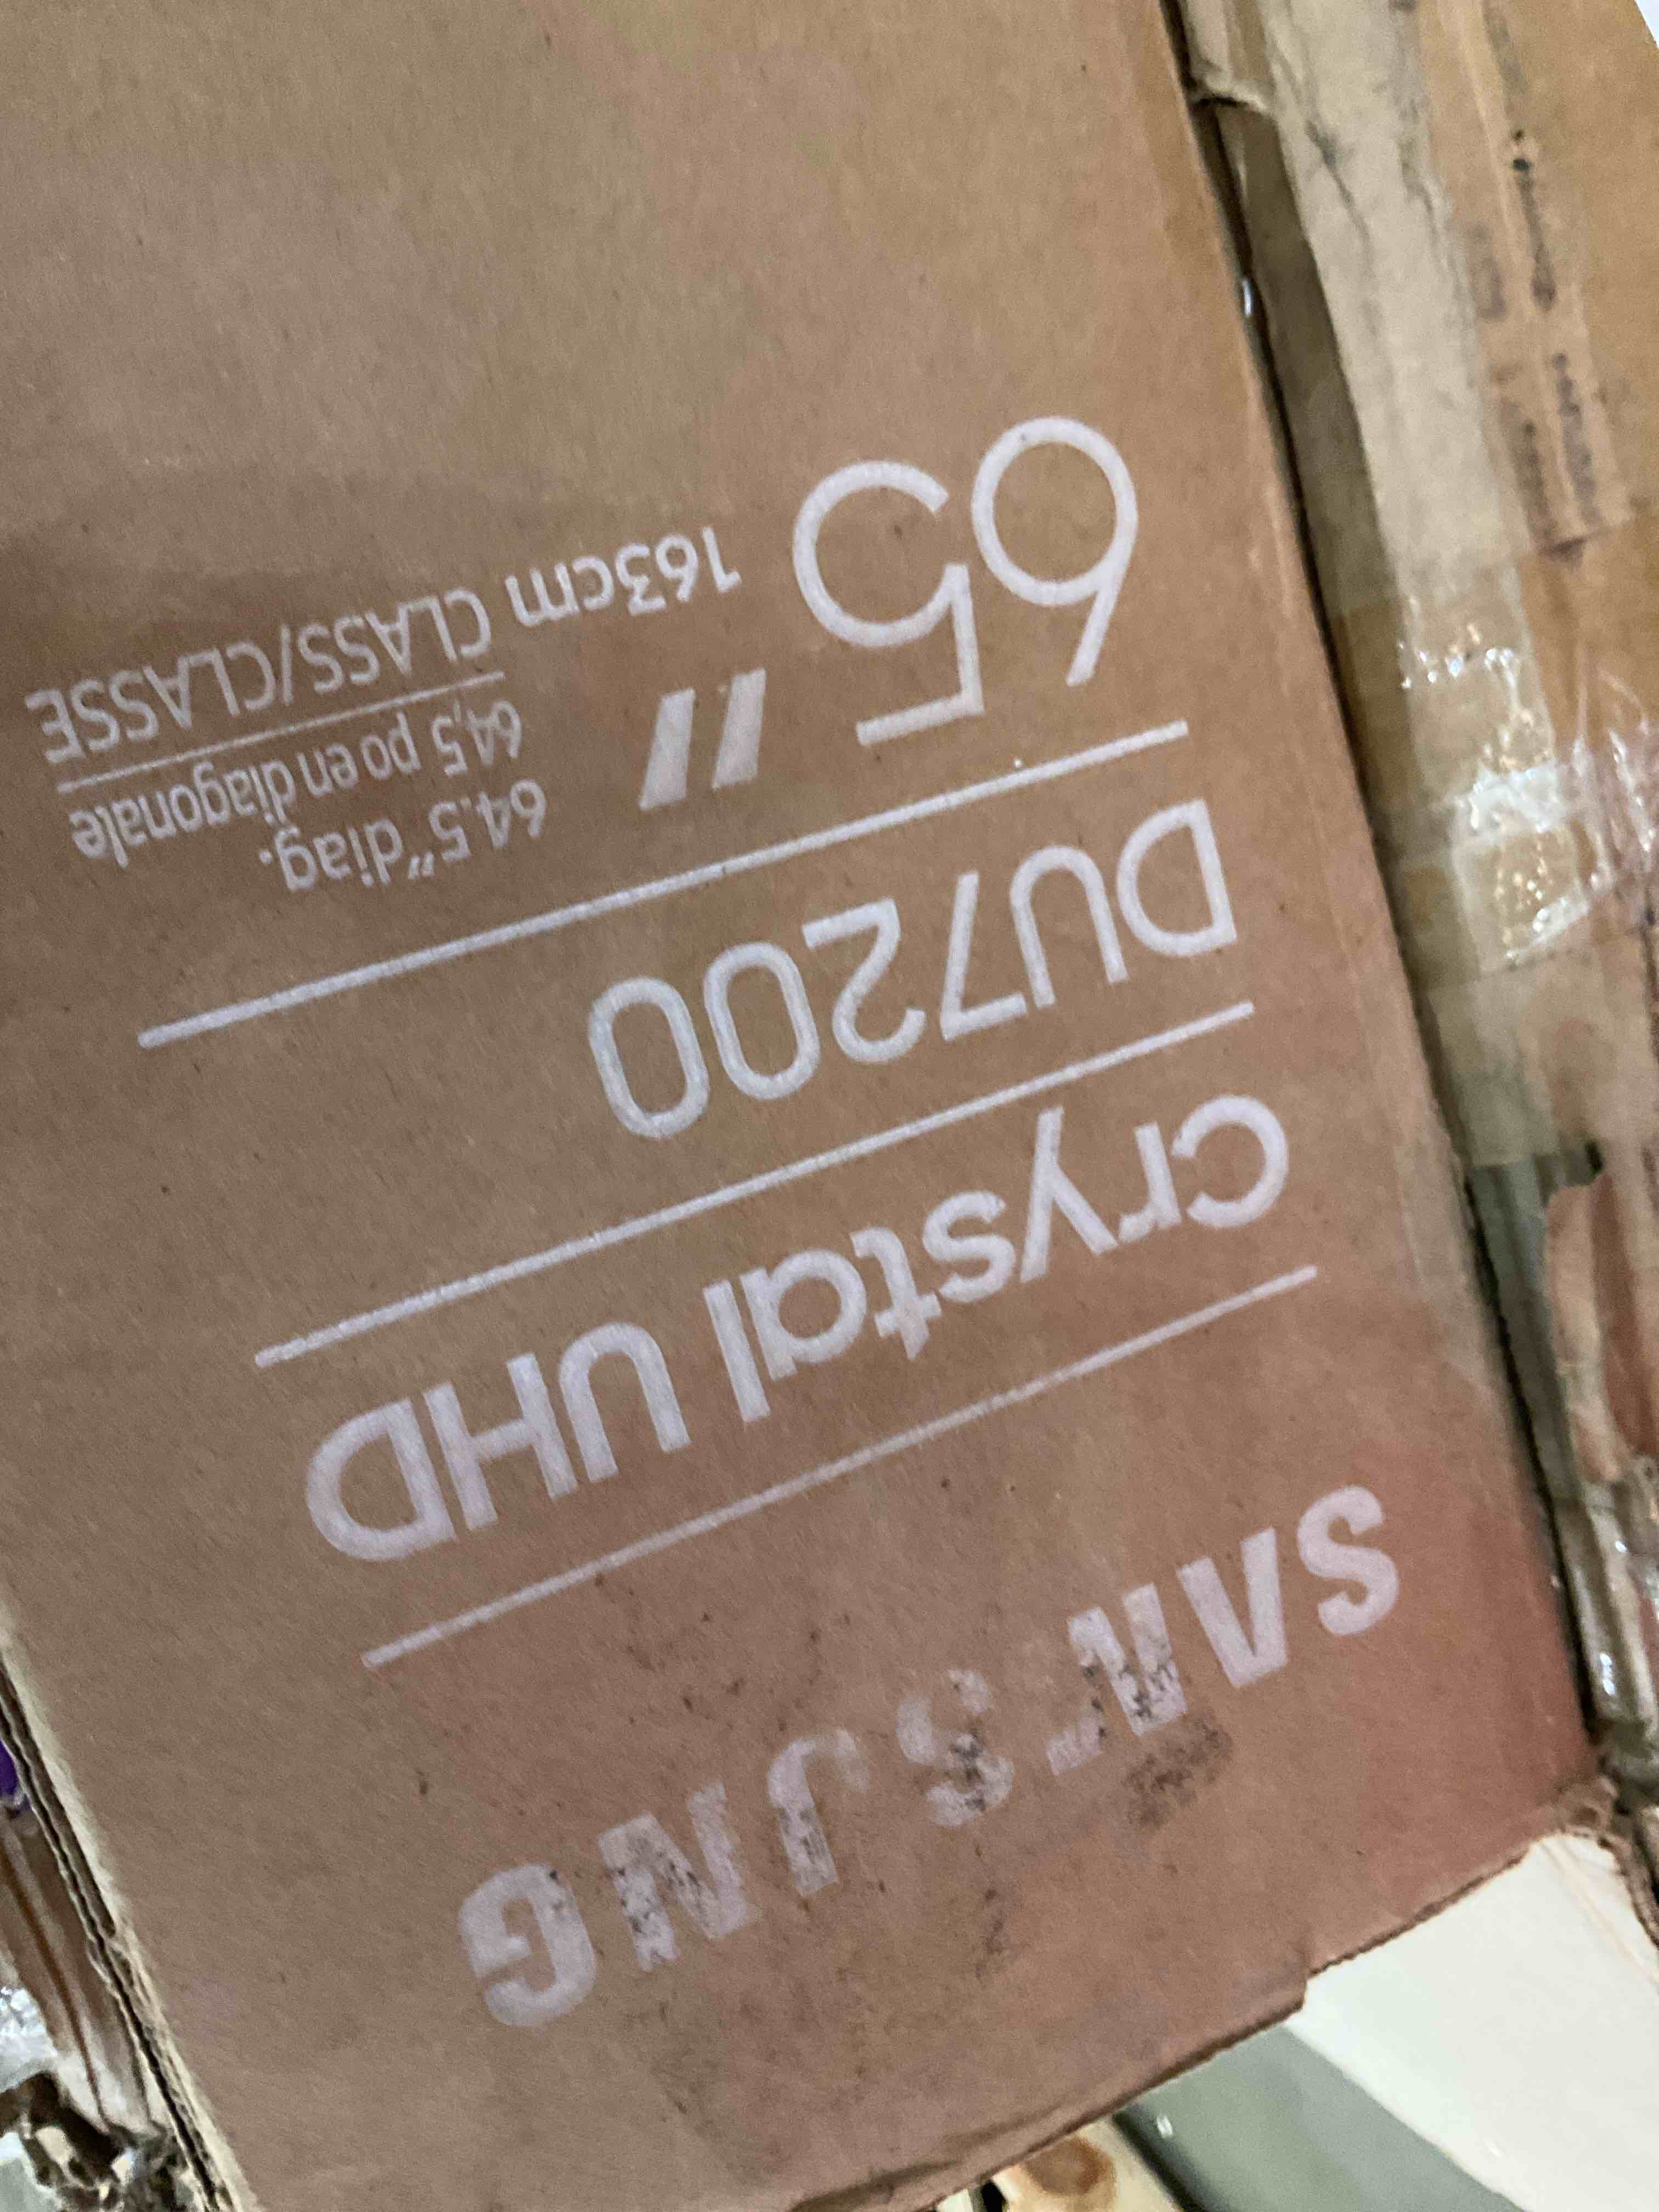 SAMSUNG
Crystal UHD
DU7200
65"
163cm CLASS/CLASSE
64,5 po en diagonale
64.5" diag.